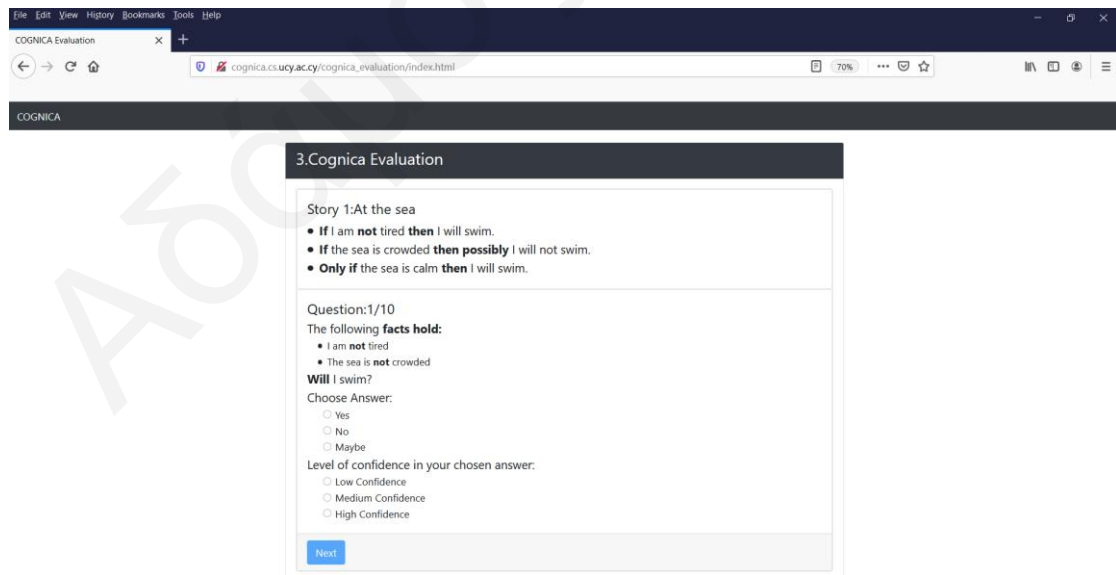 File Edit View History Bookmarks Tools Help
COGNICA Evaluation
cognica.cs.ucy.ac.cy/cognica_evaluation/index.html 70%
COGNICA
3.Cognica Evaluation
Story 1:At the sea
• If I am not tired then I will swim.
• If the sea is crowded then possibly I will not swim.
• Only if the sea is calm then I will swim.
Question:1/10
The following facts hold:
• I am not tired
• The sea is not crowded
Will I swim?
Choose Answer:
Yes
No
Maybe
Level of confidence in your chosen answer:
Low Confidence
Medium Confidence
High Confidence
Next